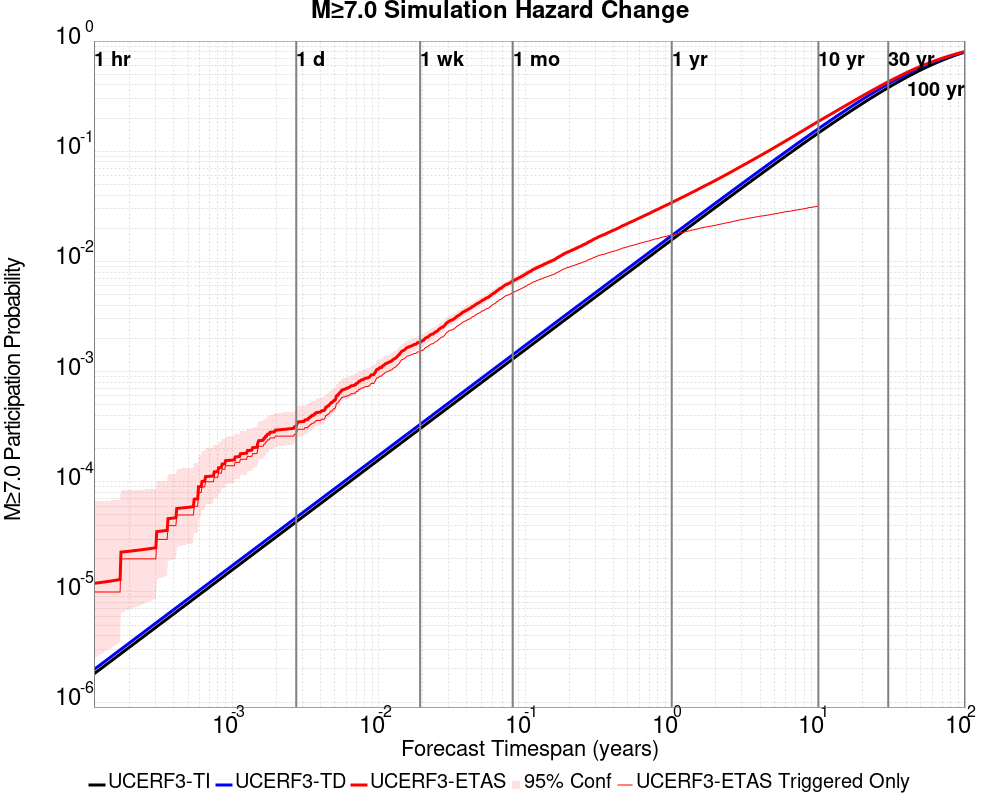 M≥7.0 Simulation Hazard Change
M≥7.0 Participation Probability
10^0
10^-1
10^-2
10^-3
10^-4
10^-5
10^-6
1 hr
1 d
1 wk
1 mo
1 yr
10 yr
30 yr
100 yr
10^-3
10^-2
10^-1
10^0
10^1
10^2
Forecast Timespan (years)
UCERF3-TI UCERF3-TD UCERF3-ETAS 95% Conf UCERF3-ETAS Triggered Only